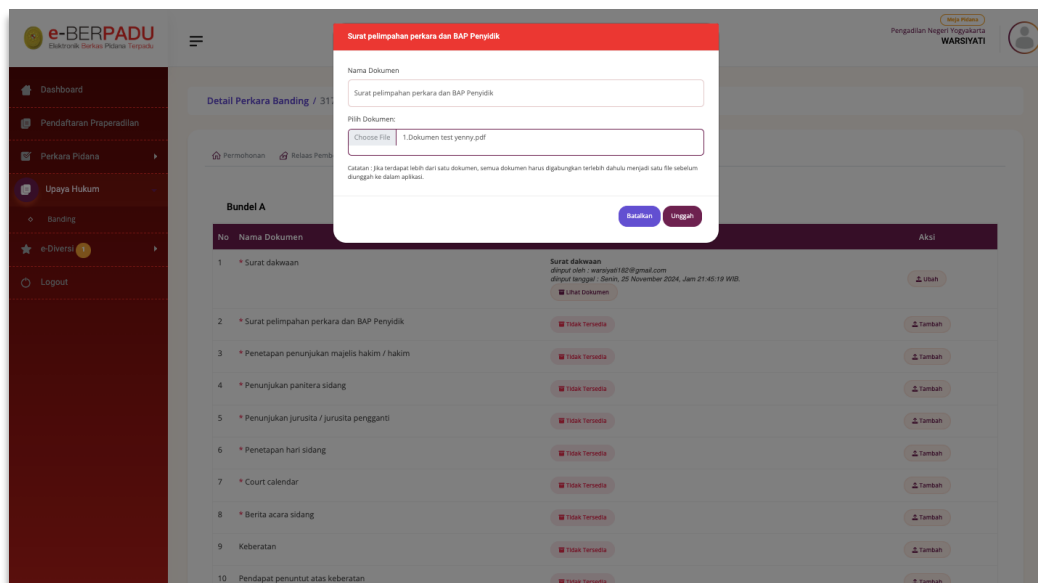 e-BERPADU
Elektronik Berkas Pidana Terpadu
Meja Pidana
Pengadilan Negeri Yogyakarta
WARSIYATI
Dashboard
Pendaftaran Praperadilan
Perkara Pidana
Upaya Hukum
Banding
e-Diversi 1
Logout
Surat pelimpahan perkara dan BAP Penyidik
Nama Dokumen
Surat pelimpahan perkara dan BAP Penyidik
Pilih Dokumen:
Choose File 1.Dokumen test yenny.pdf
Catatan : Jika terdapat lebih dari satu dokumen, semua dokumen harus digabungkan terlebih dahulu menjadi satu file sebelum
diunggah ke dalam aplikasi.
Batalkan Unggah
Detail Perkara Banding / 317
Permohonan Relaas Pemb
Bundel A
No Nama Dokumen Aksi
1 * Surat dakwaan
Surat dakwaan
diinput oleh : warsiyati182@gmail.com
diinput tanggal : Senin, 25 November 2024, Jam 21:45:19 WIB.
Lihat Dokumen
Ubah
2 * Surat pelimpahan perkara dan BAP Penyidik Tidak Tersedia Tambah
3 * Penetapan penunjukan majelis hakim / hakim Tidak Tersedia Tambah
4 * Penunjukan panitera sidang Tidak Tersedia Tambah
5 * Penunjukan jurusita / jurusita pengganti Tidak Tersedia Tambah
6 * Penetapan hari sidang Tidak Tersedia Tambah
7 * Court calendar Tidak Tersedia Tambah
8 * Berita acara sidang Tidak Tersedia Tambah
9 Keberatan Tidak Tersedia Tambah
10 Pendapat penuntut atas keberatan Tidak Tersedia Tambah